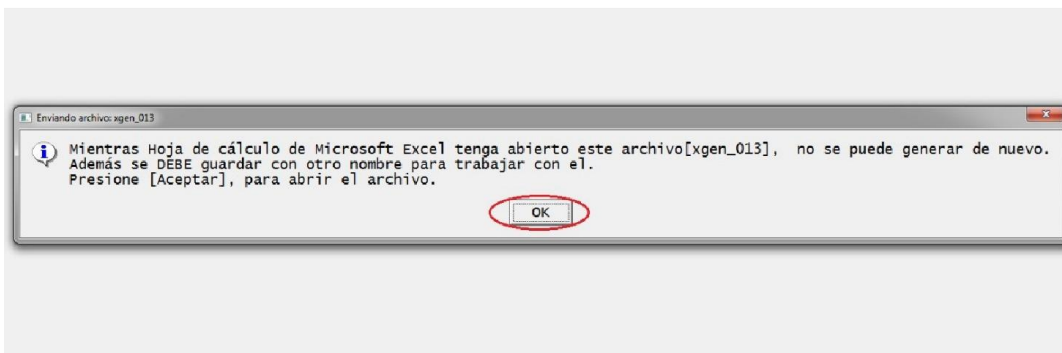 Enviando archivo: xgen_013
Mientras Hoja de cálculo de Microsoft Excel tenga abierto este archivo[xgen_013],  no se puede generar de nuevo.
Además se DEBE guardar con otro nombre para trabajar con el.
Presione [Aceptar], para abrir el archivo.
OK